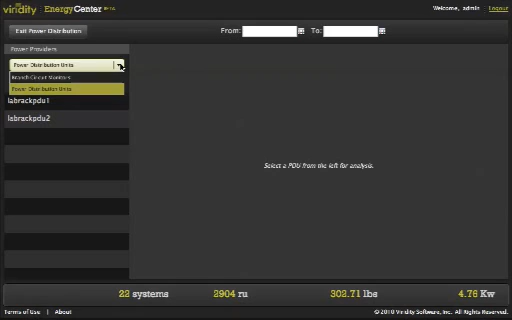 viridity : EnergyCenter BETA
Welcome, admin Logout
Exit Power Distribution
From: To:
Power Providers
Power Distribution Units
Branch Circuit Monitors
Power Distribution Units
labrackpdu1
labrackpdu2
Select a PDU from the left for analysis.
22 systems 2904 ru 302.71 lbs 4.76 Kw
Terms of Use | About © 2010 Viridity Software, Inc. All Rights Reserved.